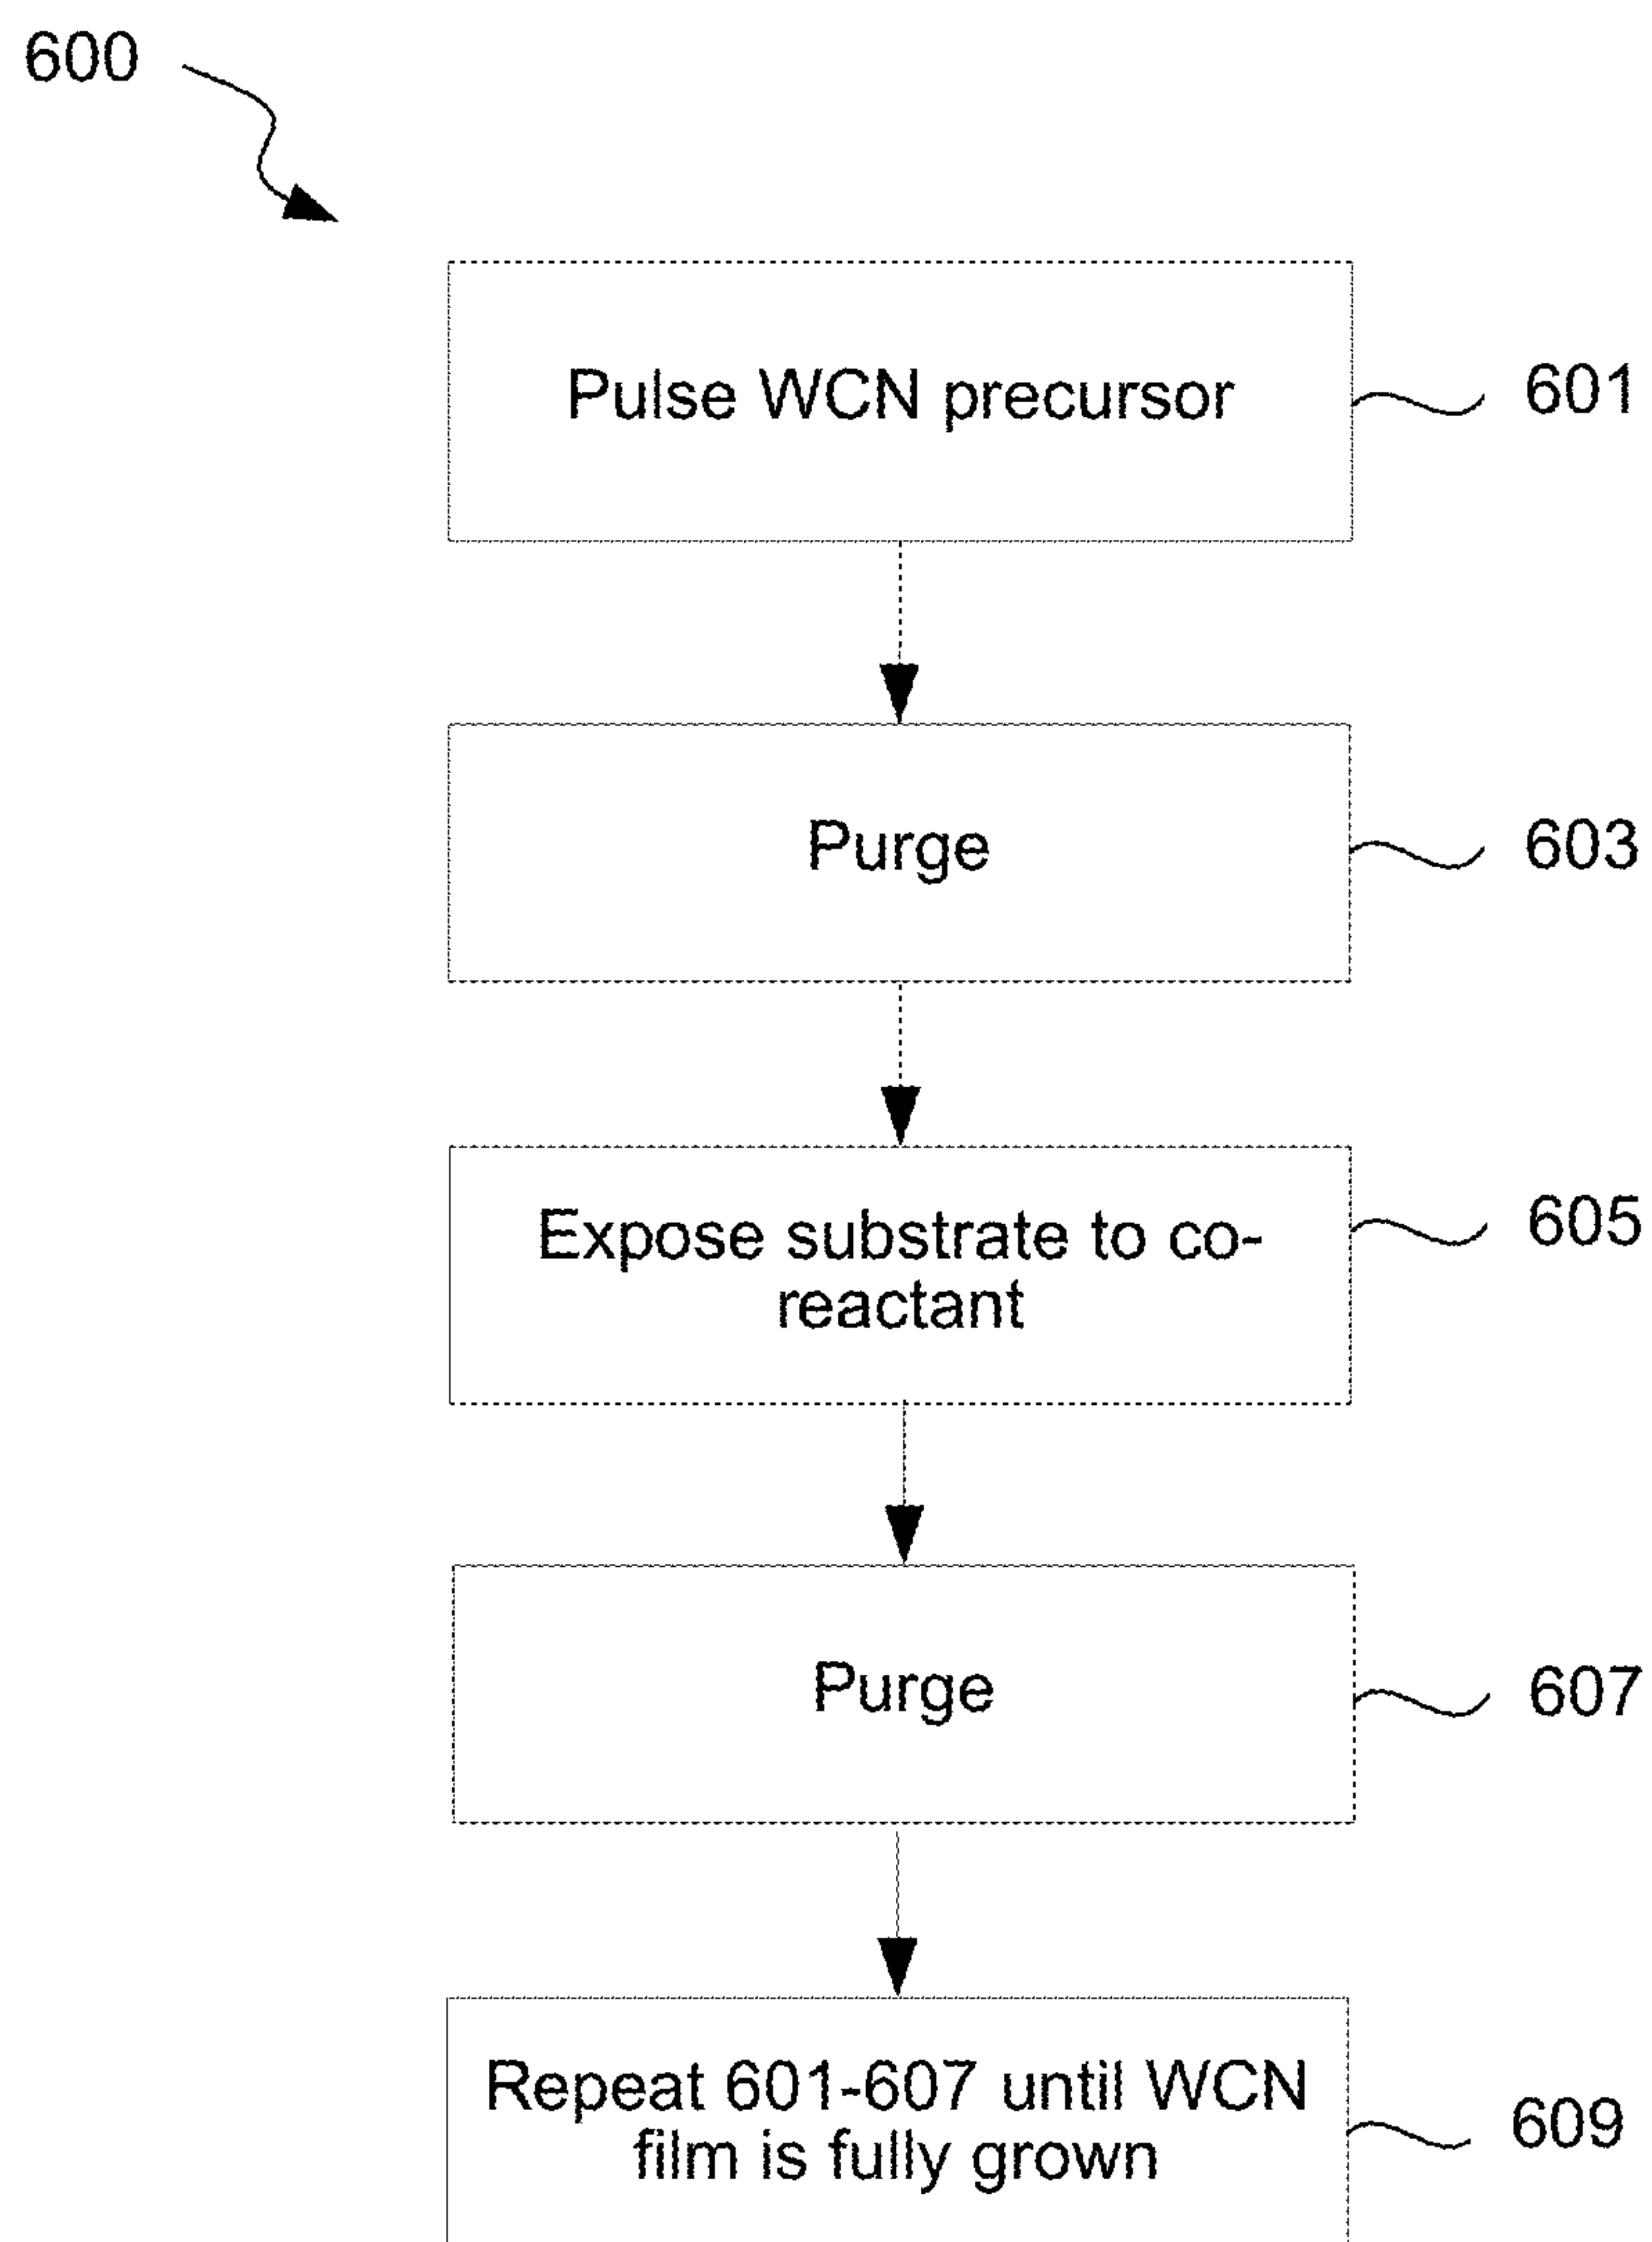 600
Pulse WCN precursor
601
Purge
603
Expose substrate to co-
reactant
605
Purge
607
Repeat 601-607 until WCN
film is fully grown
609